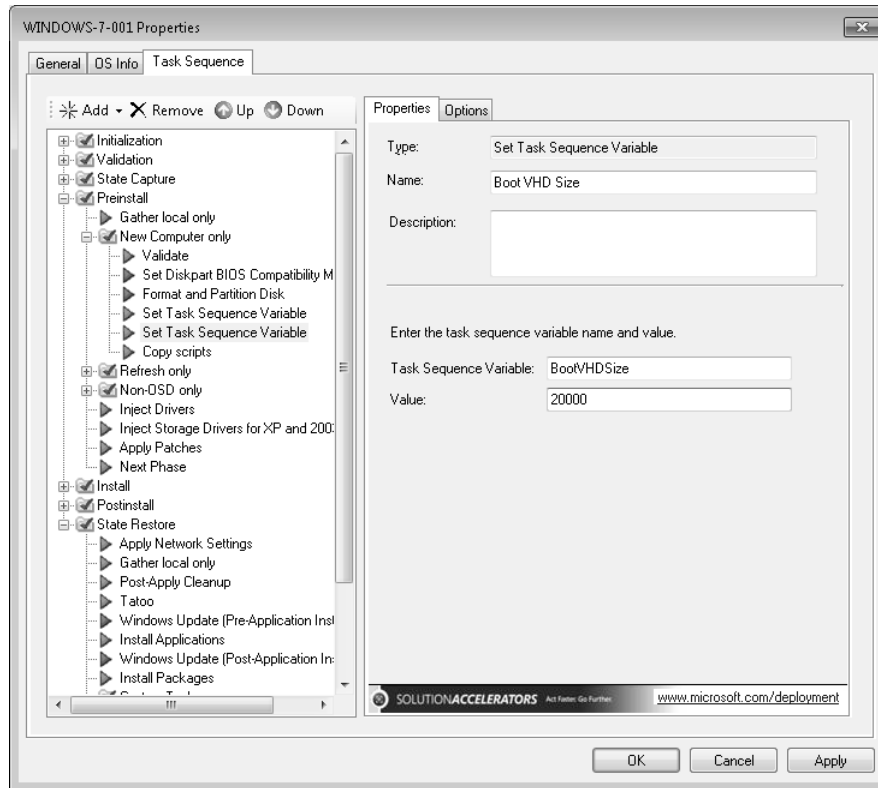 WINDOWS-7-001 Properties
General
OS Info
Task Sequence
Add
Remove
Up
Down
Initialization
Validation
State Capture
Preinstall
Gather local only
New Computer only
Validate
Set Diskpart BIOS Compatibility M
Format and Partition Disk
Set Task Sequence Variable
Set Task Sequence Variable
Copy scripts
Refresh only
Non-OSD only
Inject Drivers
Inject Storage Drivers for XP and 200
Apply Patches
Next Phase
Install
Postinstall
State Restore
Apply Network Settings
Gather local only
Post-Apply Cleanup
Tatoo
Windows Update (Pre-Application Inst
Install Applications
Windows Update (Post-Application In
Install Packages
Properties
Options
Type: Set Task Sequence Variable
Name: Boot VHD Size
Description:
Enter the task sequence variable name and value.
Task Sequence Variable: BootVHDSize
Value: 20000
SOLUTIONACCELERATORS Act Faster. Go Further. www.microsoft.com/deployment
OK
Cancel
Apply